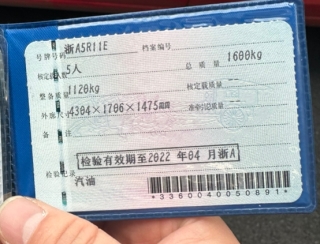 号牌号码 浙A5R11E 档案编号
核定载人数 5人 总质量 1600kg
整备质量 1120kg 核定载质量 --
外廓尺寸 4304×1706×1475mm 准牵引总质量 --
检验有效期至2022年04月浙A
检验记录
汽油
*3360040050891*